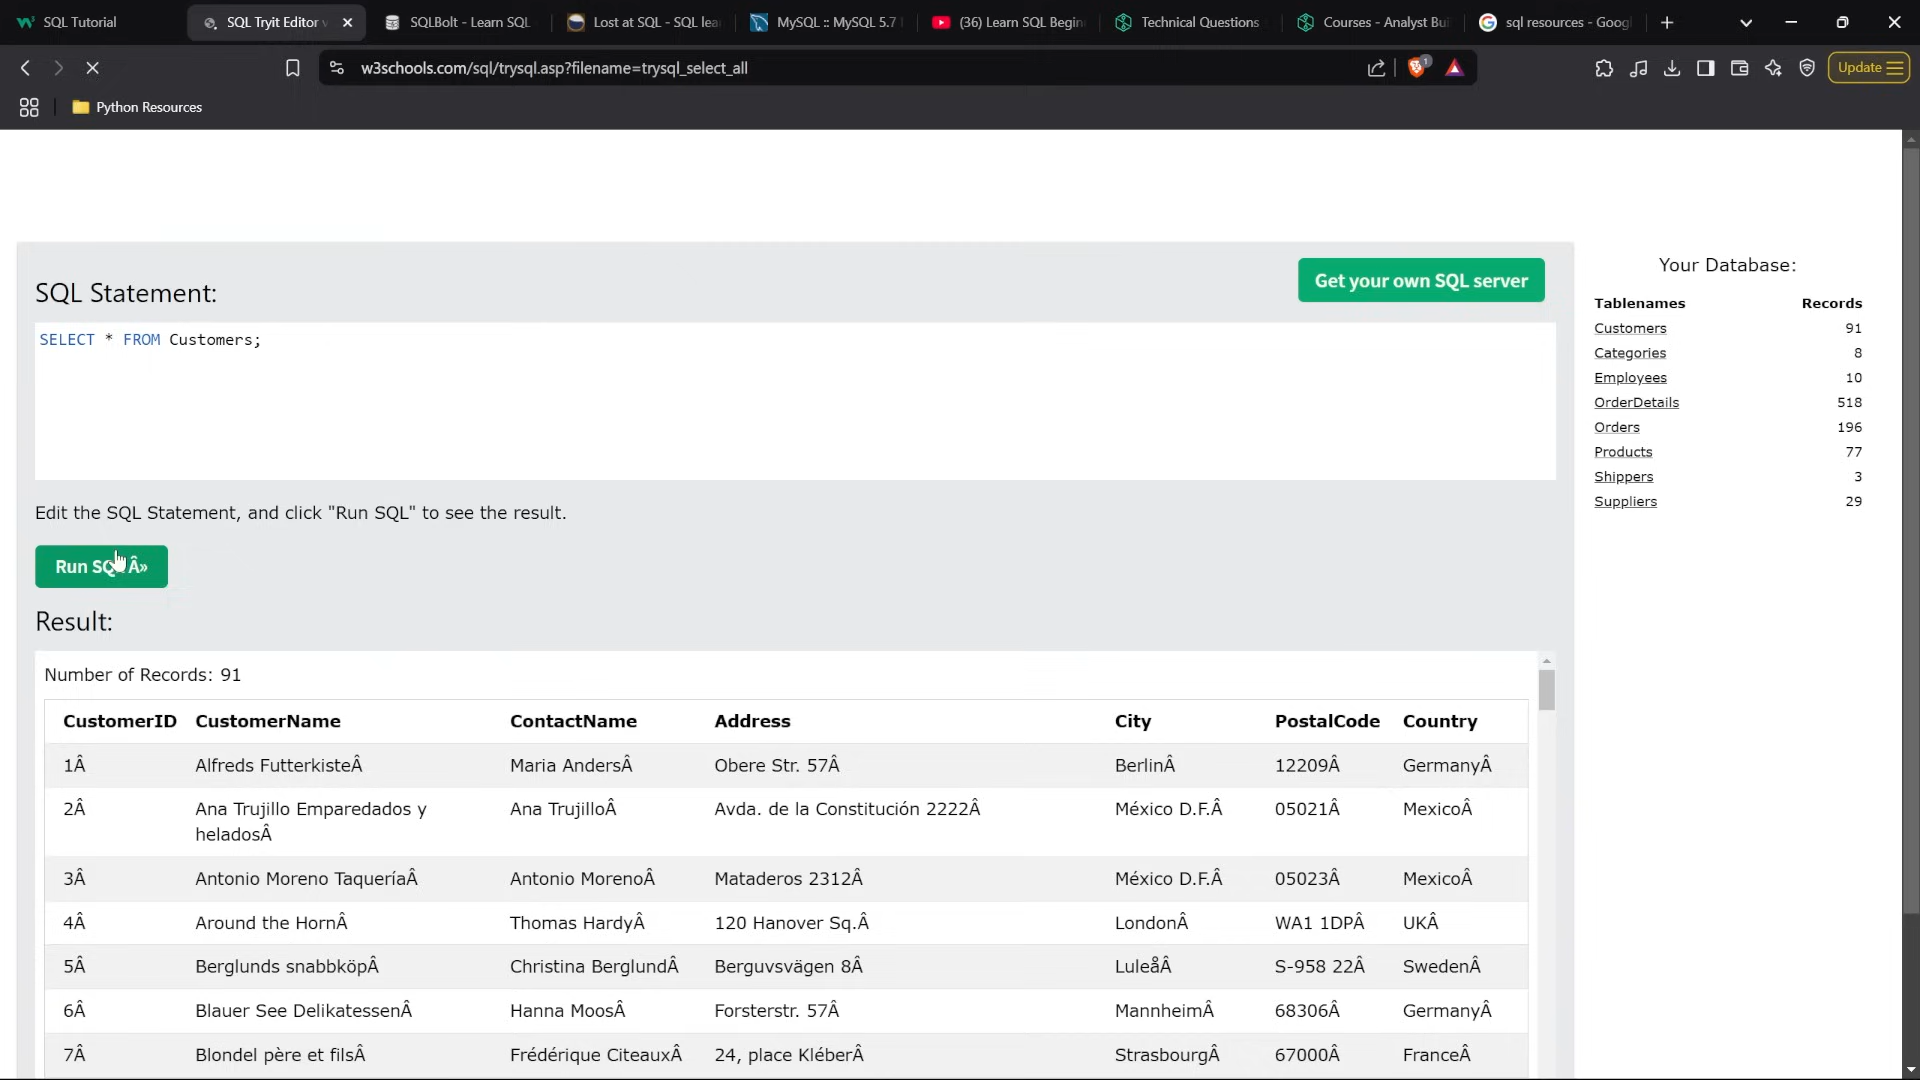 SQL Tutorial
SQL Tryit Editor v
SQLBolt - Learn SQL
Lost at SQL - SQL lea
MySQL :: MySQL 5.7
(36) Learn SQL Begin
Technical Questions
Courses - Analyst Bui
sql resources - Goog
w3schools.com/sql/trysql.asp?filename=trysql_select_all
1
Update
Python Resources
SQL Statement:
Get your own SQL server
SELECT * FROM Customers;
Edit the SQL Statement, and click "Run SQL" to see the result.
Run SQL Â»
Result:
Number of Records: 91
CustomerID CustomerName ContactName Address City PostalCode Country
1Â Alfreds FutterkisteÂ Maria AndersÂ Obere Str. 57Â BerlinÂ 12209Â GermanyÂ
2Â Ana Trujillo Emparedados y Ana TrujilloÂ Avda. de la Constitución 2222Â México D.F.Â 05021Â MexicoÂ
heladosÂ
3Â Antonio Moreno TaqueríaÂ Antonio MorenoÂ Mataderos 2312Â México D.F.Â 05023Â MexicoÂ
4Â Around the HornÂ Thomas HardyÂ 120 Hanover Sq.Â LondonÂ WA1 1DPÂ UKÂ
5Â Berglunds snabbköpÂ Christina BerglundÂ Berguvsvägen 8Â LuleåÂ S-958 22Â SwedenÂ
6Â Blauer See DelikatessenÂ Hanna MoosÂ Forsterstr. 57Â MannheimÂ 68306Â GermanyÂ
7Â Blondel père et filsÂ Frédérique CiteauxÂ 24, place KléberÂ StrasbourgÂ 67000Â FranceÂ
Your Database:
Tablenames Records
Customers 91
Categories 8
Employees 10
OrderDetails 518
Orders 196
Products 77
Shippers 3
Suppliers 29